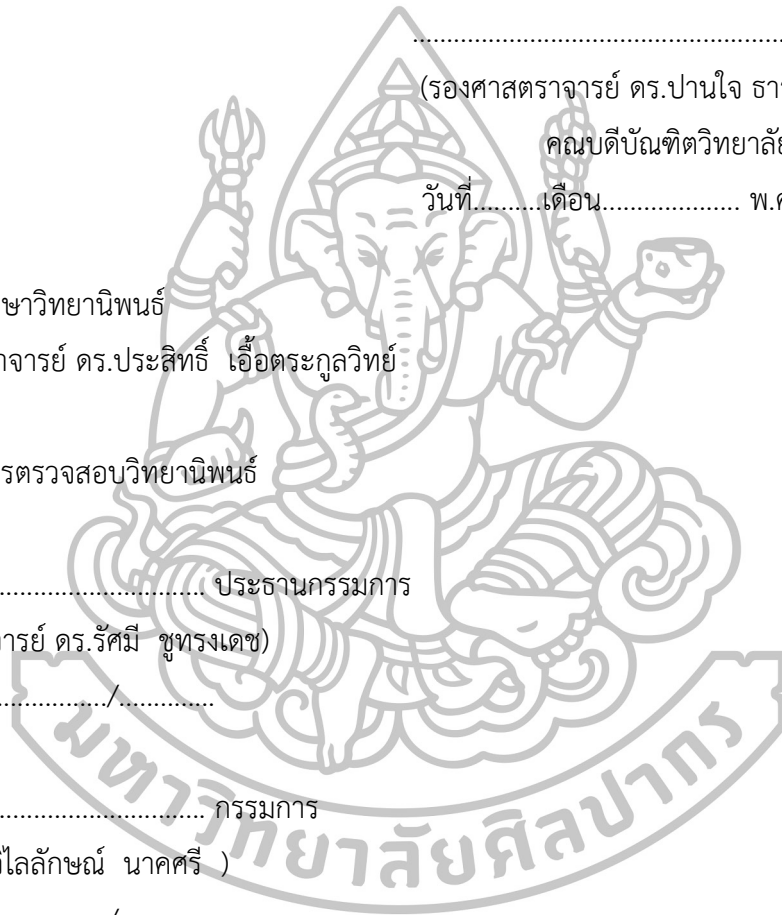 ................................................................
(รองศาสตราจารย์ ดร.ปานใจ
คณบดีบัณฑิตวิทยาลัย
วันที่..........เดือน.................... พ.ศ
ษาวิทยานิพนธ์
าจารย์ ดร.ประสิทธิ์ เอื้อตระกูลวิทย์
รตรวจสอบวิทยานิพนธ์
.............................. ประธานกรรมการ
ารย์ ดร.รัศมี ชูทรงเดช)
................/..............
.............................. กรรมการ
ไลลักษณ์ นาคศรี )
มหาวิทยาลัยศิลปากร